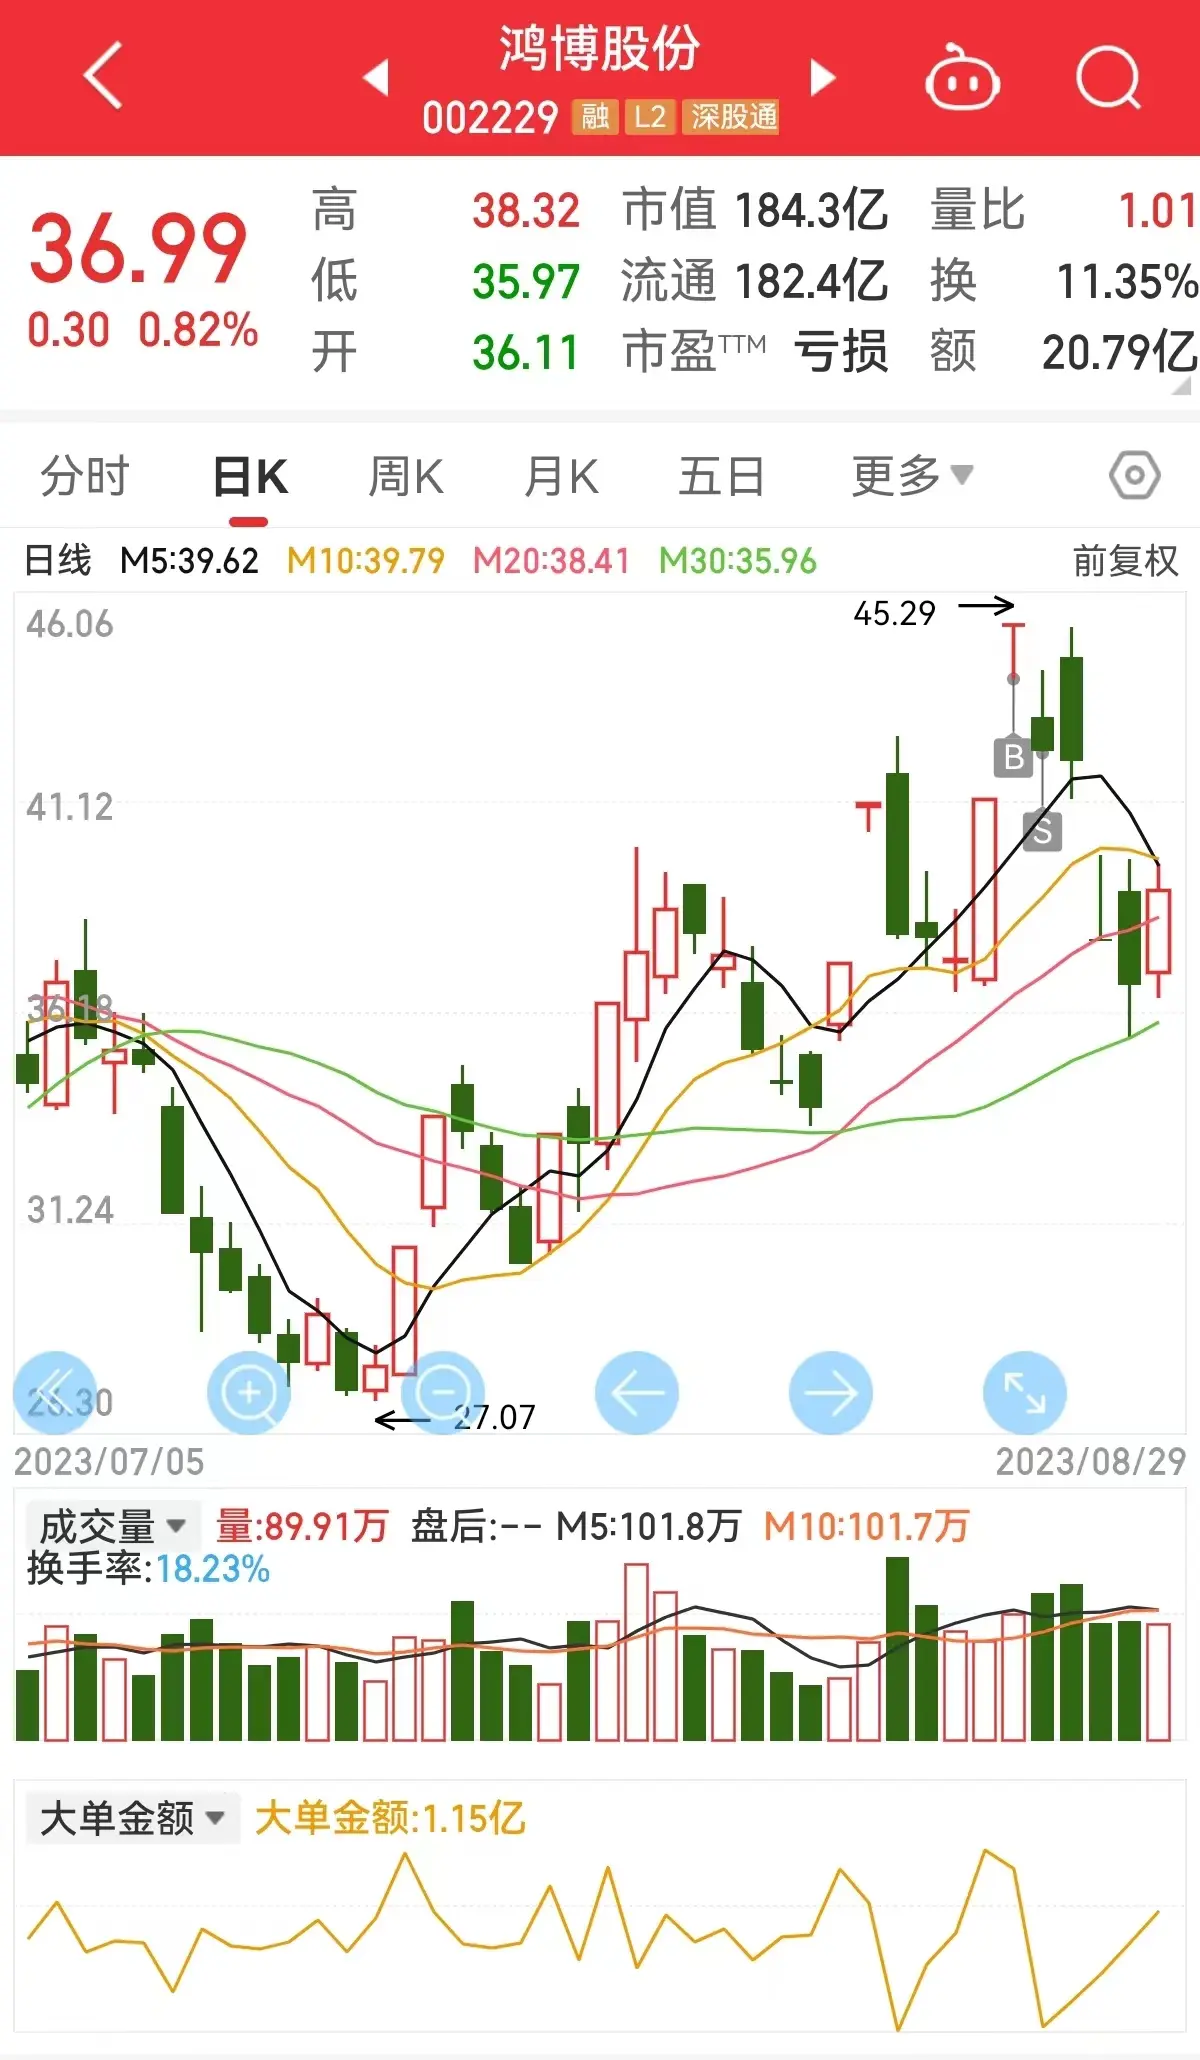 鸿博股份
002229 融 L2 深股通
36.99
0.30 0.82%
高 38.32 市值 184.3亿 量比 1.01
低 35.97 流通 182.4亿 换 11.35%
开 36.11 市盈TTM 亏损 额 20.79亿
分时 日K 周K 月K 五日 更多
日线 M5:39.62 M10:39.79 M20:38.41 M30:35.96 前复权
46.06
45.29
B
41.12
S
36.18
31.24
26.30
27.07
2023/07/05 2023/08/29
成交量 量:89.91万 盘后:-- M5:101.8万 M10:101.7万
换手率:18.23%
大单金额 大单金额:1.15亿